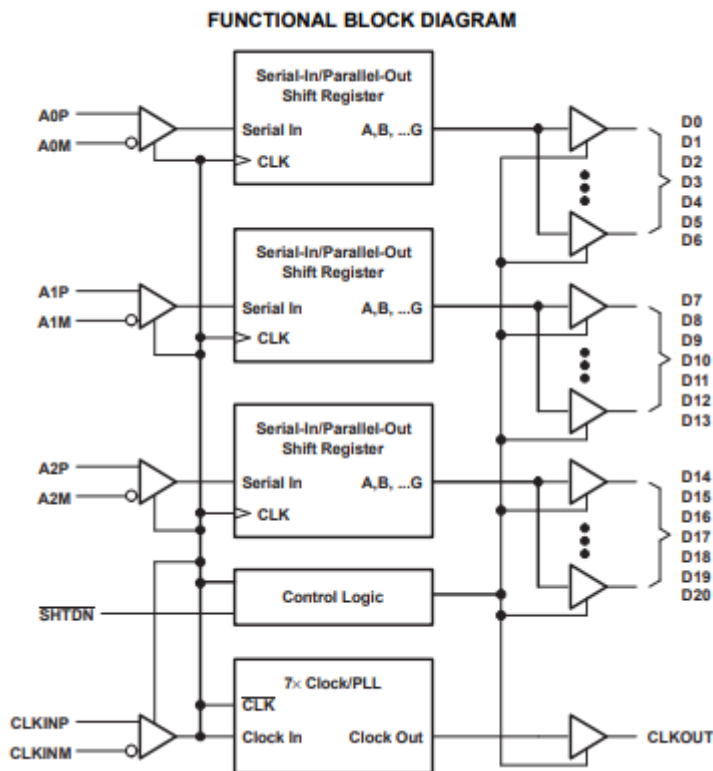 FUNCTIONAL BLOCK DIAGRAM
Serial-In/Parallel-Out
Shift Register
A0P
A0M
Serial In
A,B, ...G
CLK
D0
D1
D2
D3
D4
D5
D6
Serial-In/Parallel-Out
Shift Register
A1P
A1M
Serial In
A,B, ...G
CLK
D7
D8
D9
D10
D11
D12
D13
Serial-In/Parallel-Out
Shift Register
A2P
A2M
Serial In
A,B, ...G
CLK
D14
D15
D16
D17
D18
D19
D20
Control Logic
SHTDN
7× Clock/PLL
CLK
CLKINP
CLKINM
Clock In
Clock Out
CLKOUT